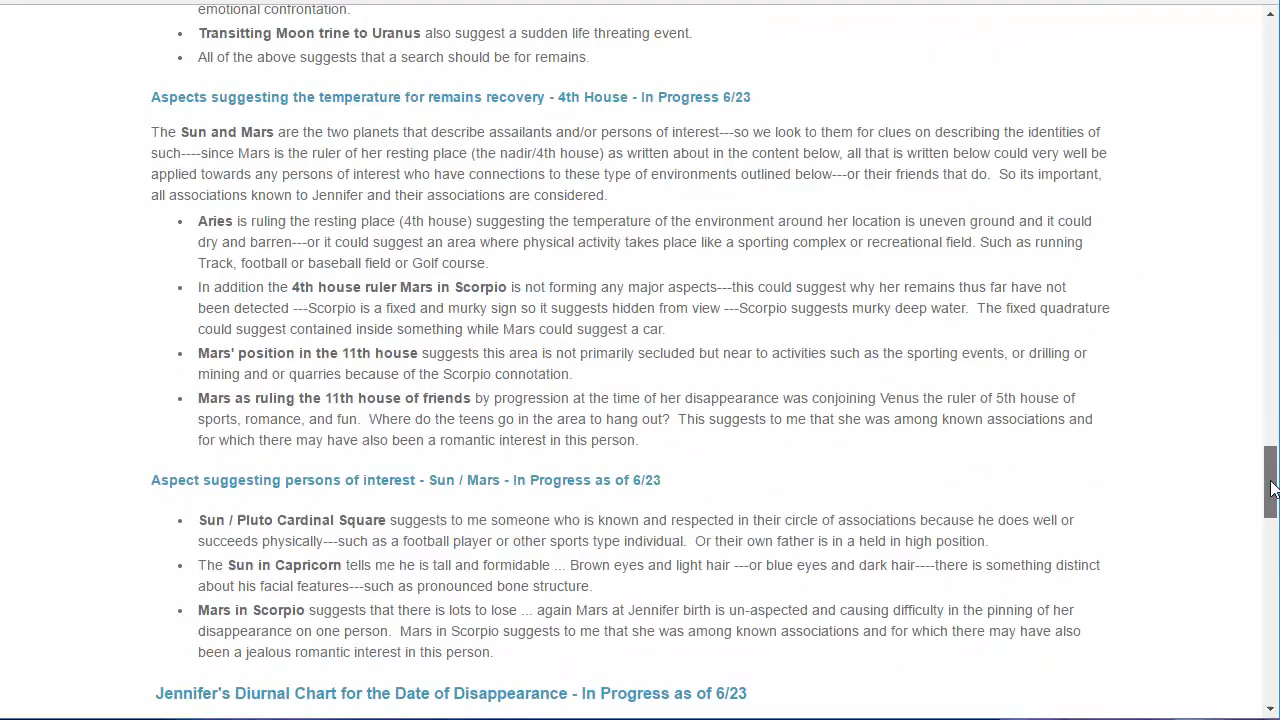 emotional confrontation.
Transitting Moon trine to Uranus also suggest a sudden life threating event.
All of the above suggests that a search should be for remains.
Aspects suggesting the temperature for remains recovery - 4th House - In Progress 6/23
The Sun and Mars are the two planets that describe assailants and/or persons of interest---so we look to them for clues on describing the identities of
such----since Mars is the ruler of her resting place (the nadir/4th house) as written about in the content below, all that is written below could very well be
applied towards any persons of interest who have connections to these type of environments outlined below---or their friends that do.  So its important,
all associations known to Jennifer and their associations are considered.
Aries is ruling the resting place (4th house) suggesting the temperature of the environment around her location is uneven ground and it could
dry and barren---or it could suggest an area where physical activity takes place like a sporting complex or recreational field. Such as running
Track, football or baseball field or Golf course.
In addition the 4th house ruler Mars in Scorpio is not forming any major aspects---this could suggest why her remains thus far have not
been detected ---Scorpio is a fixed and murky sign so it suggests hidden from view ---Scorpio suggests murky deep water.  The fixed quadrature
could suggest contained inside something while Mars could suggest a car.
Mars' position in the 11th house suggests this area is not primarily secluded but near to activities such as the sporting events, or drilling or
mining and or quarries because of the Scorpio connotation.
Mars as ruling the 11th house of friends by progression at the time of her disappearance was conjoining Venus the ruler of 5th house of
sports, romance, and fun.  Where do the teens go in the area to hang out?  This suggests to me that she was among known associations and
for which there may have also been a romantic interest in this person.
Aspect suggesting persons of interest - Sun / Mars - In Progress as of 6/23
Sun / Pluto Cardinal Square suggests to me someone who is known and respected in their circle of associations because he does well or
succeeds physically---such as a football player or other sports type individual.  Or their own father is in a held in high position.
The Sun in Capricorn tells me he is tall and formidable ... Brown eyes and light hair ---or blue eyes and dark hair----there is something distinct
about his facial features---such as pronounced bone structure.
Mars in Scorpio suggests that there is lots to lose ... again Mars at Jennifer birth is un-aspected and causing difficulty in the pinning of her
disappearance on one person.  Mars in Scorpio suggests to me that she was among known associations and for which there may have also
been a jealous romantic interest in this person.
Jennifer's Diurnal Chart for the Date of Disappearance - In Progress as of 6/23